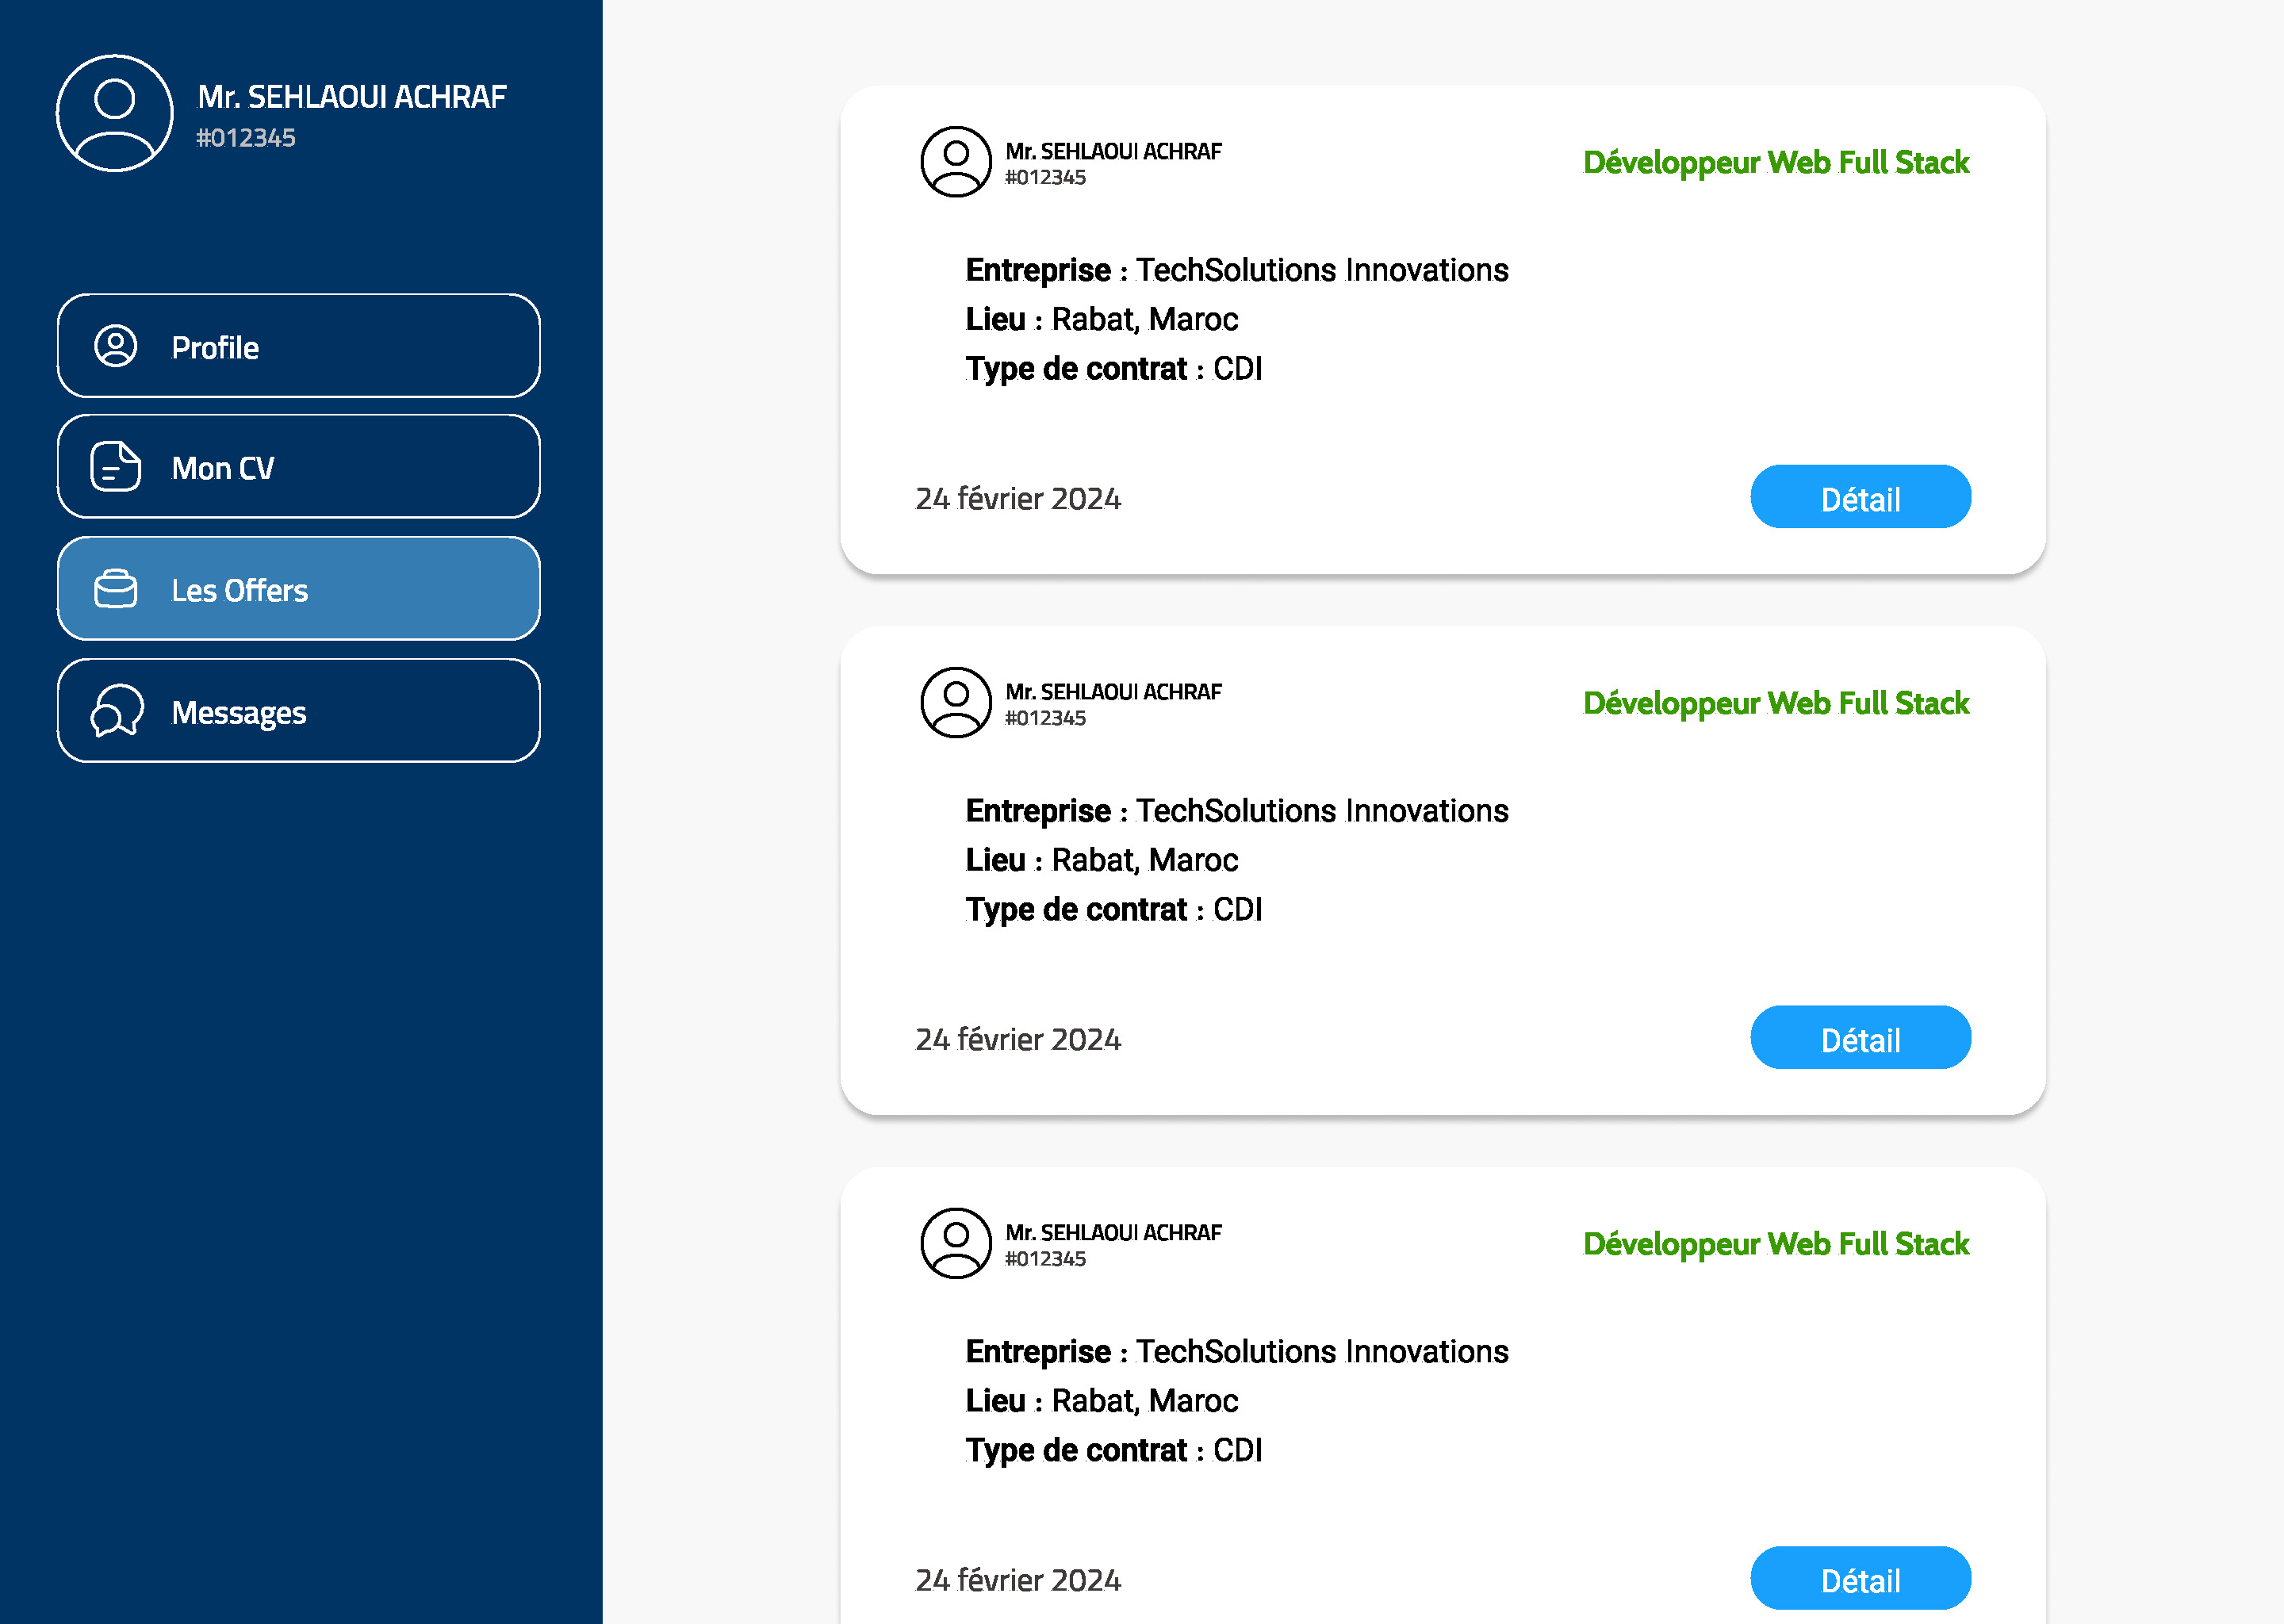 Mr. SEHLAOUI ACHRAF
#012345
Profile
Mon CV
Les Offers
Messages
Mr. SEHLAOUI ACHRAF
#012345
Développeur Web Full Stack
Entreprise : TechSolutions Innovations
Lieu : Rabat, Maroc
Type de contrat : CDI
24 février 2024
Détail
Mr. SEHLAOUI ACHRAF
#012345
Développeur Web Full Stack
Entreprise : TechSolutions Innovations
Lieu : Rabat, Maroc
Type de contrat : CDI
24 février 2024
Détail
Mr. SEHLAOUI ACHRAF
#012345
Développeur Web Full Stack
Entreprise : TechSolutions Innovations
Lieu : Rabat, Maroc
Type de contrat : CDI
24 février 2024
Détail